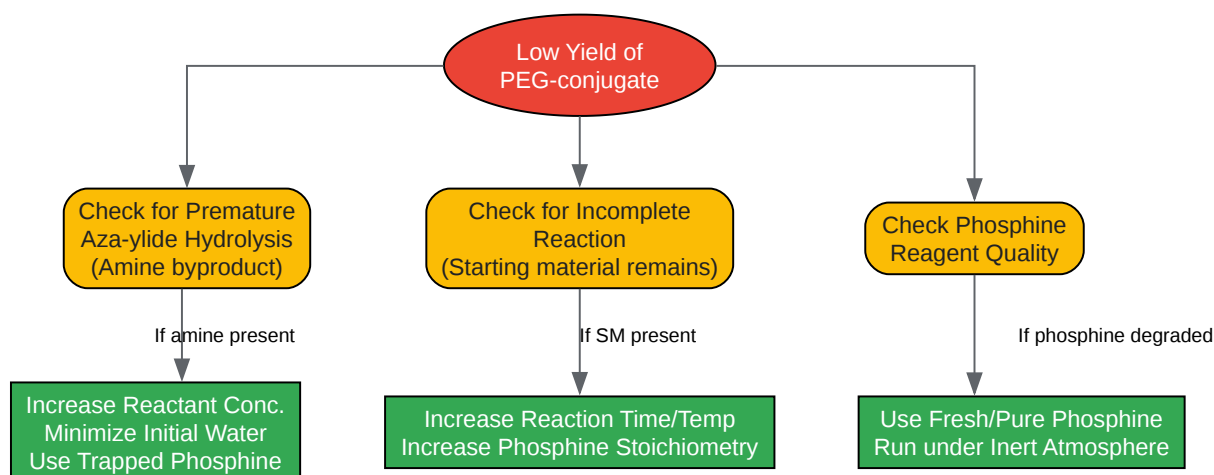 Low Yield of
PEG-conjugate
Check for Premature
Aza-ylide Hydrolysis
(Amine byproduct)
Check for Incomplete
Reaction
(Starting material remains)
Check Phosphine
Reagent Quality
If amine present
If SM present
If phosphine degraded
Increase Reactant Conc.
Minimize Initial Water
Use Trapped Phosphine
Increase Reaction Time/Temp
Increase Phosphine Stoichiometry
Use Fresh/Pure Phosphine
Run under Inert Atmosphere